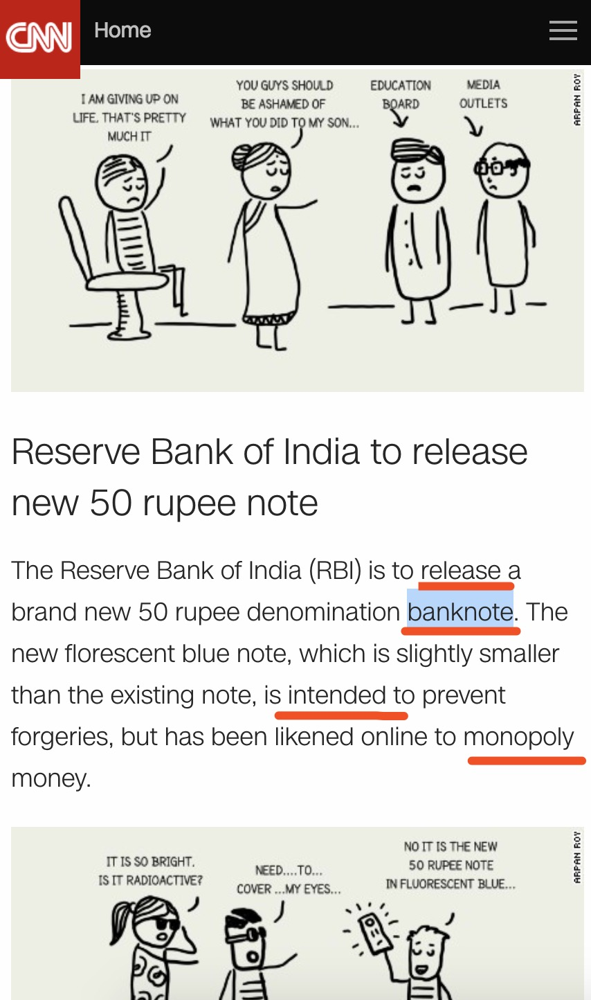 CNN
Home
ARPAN ROY
I AM GIVING UP ON
LIFE. THAT'S PRETTY
MUCH IT
YOU GUYS SHOULD
BE ASHAMED OF
WHAT YOU DID TO MY SON...
EDUCATION
BOARD
MEDIA
OUTLETS
Reserve Bank of India to release
new 50 rupee note
The Reserve Bank of India (RBI) is to release a
brand new 50 rupee denomination banknote. The
new florescent blue note, which is slightly smaller
than the existing note, is intended to prevent
forgeries, but has been likened online to monopoly
money.
ARPAN ROY
IT IS SO BRIGHT.
IS IT RADIOACTIVE?
NEED....TO...
COVER ...MY EYES...
NO IT IS THE NEW
50 RUPEE NOTE
IN FLUORESCENT BLUE...